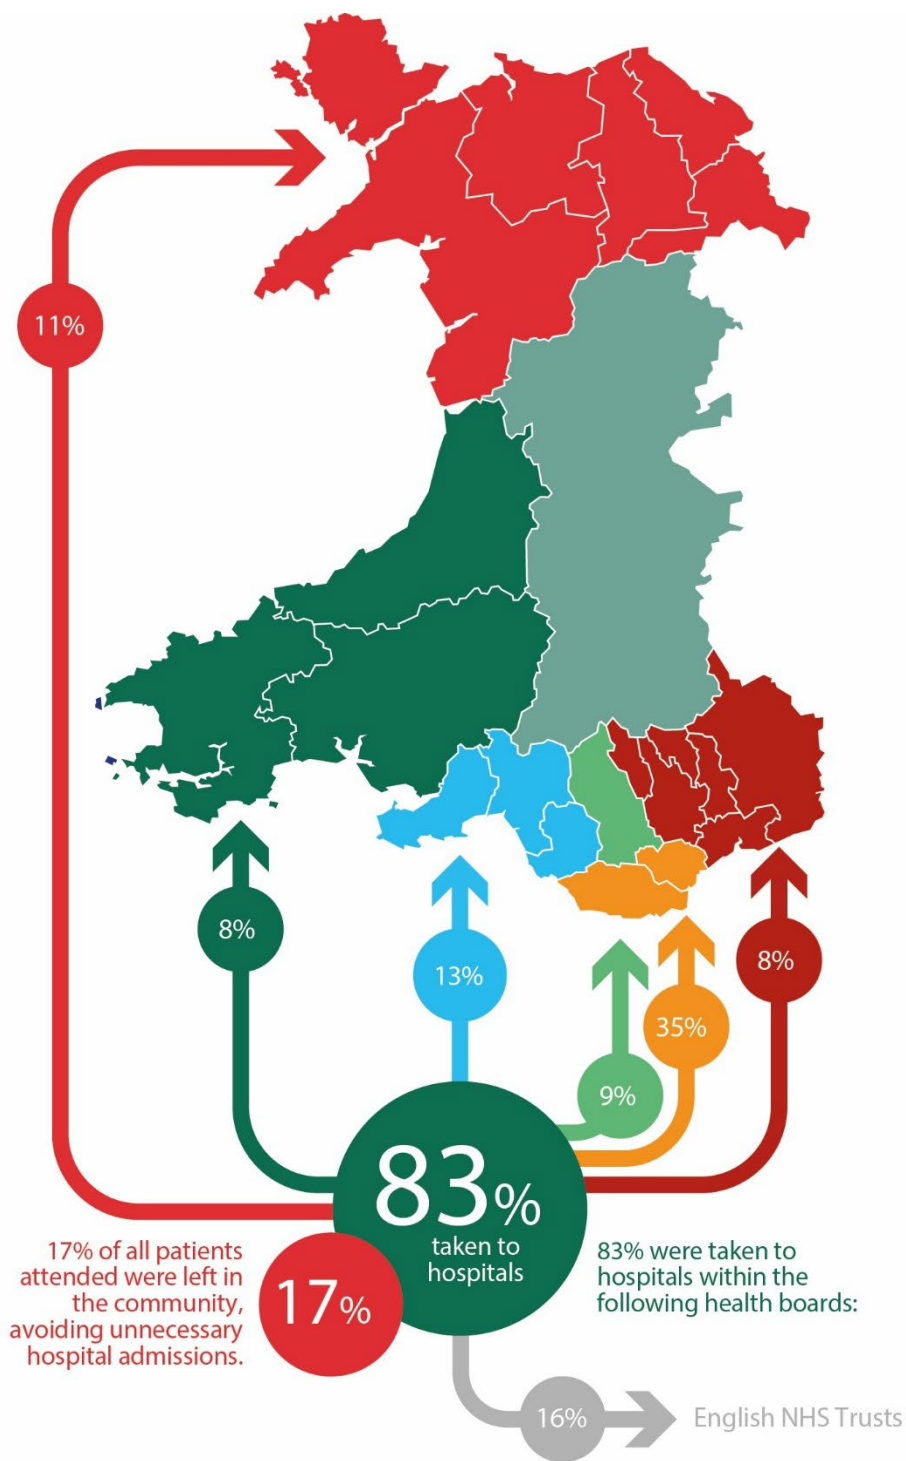 11%
8%
13%
9%
35%
8%
83%
taken to
hospitals
17%
17% of all patients
attended were left in
the community,
avoiding unnecessary
hospital admissions.
83% were taken to
hospitals within the
following health boards:
16%
English NHS Trusts